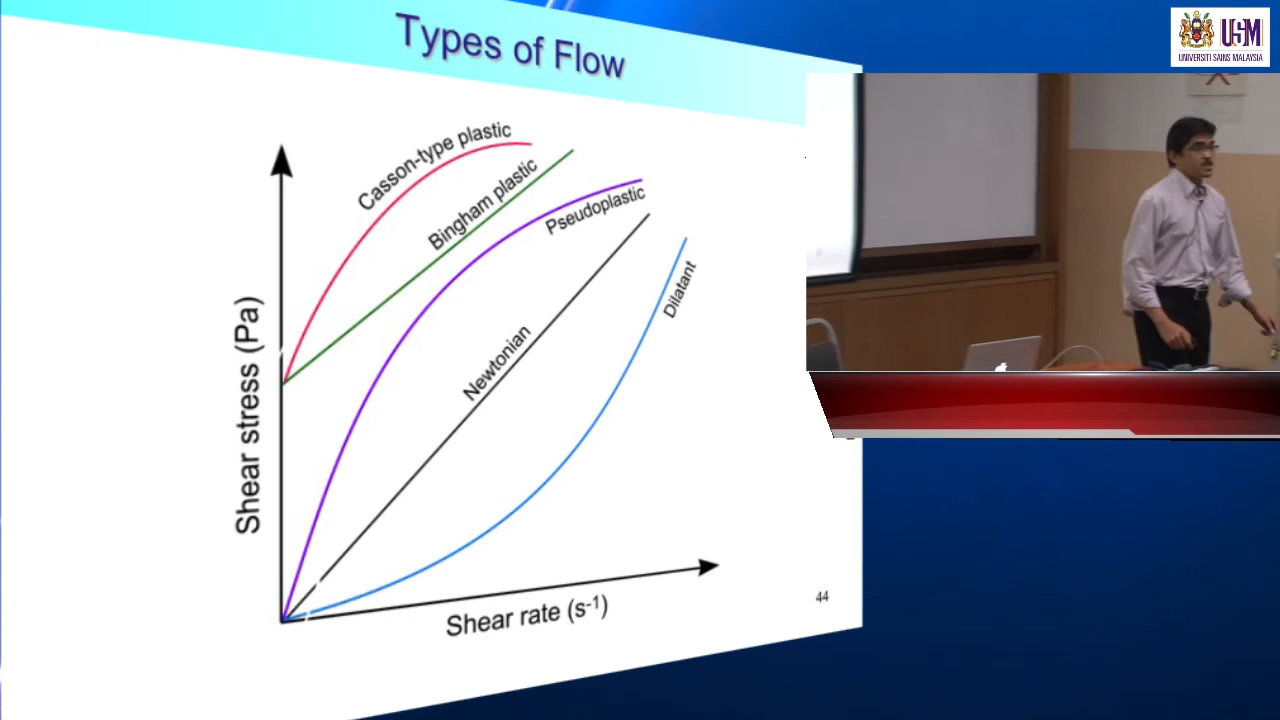 Types of Flow
USM
UNIVERSITI SAINS MALAYSIA
Casson-type plastic
Bingham plastic
Pseudoplastic
Newtonian
Dilatant
Shear stress (Pa)
Shear rate (s-1)
44